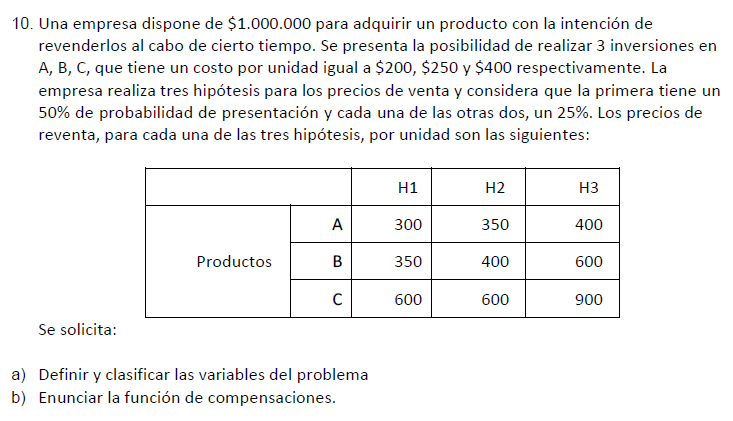 10. Una empresa dispone de $1.000.000 para adquirir un producto con la intención de
revenderlos al cabo de cierto tiempo. Se presenta la posibilidad de realizar 3 inversiones en
A, B, C, que tiene un costo por unidad igual a $200, $250 y $400 respectivamente. La
empresa realiza tres hipótesis para los precios de venta y considera que la primera tiene un
50% de probabilidad de presentación y cada una de las otras dos, un 25%. Los precios de
reventa, para cada una de las tres hipótesis, por unidad son las siguientes:
H1 H2 H3
A 300 350 400
Productos B 350 400 600
C 600 600 900
Se solicita:
a) Definir y clasificar las variables del problema
b) Enunciar la función de compensaciones.